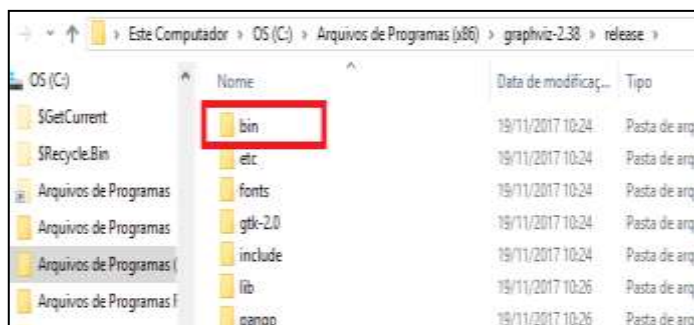 Este Computador > OS (C:) > Arquivos de Programas (x86) > graphviz-2.38 > release >
OS (C:)
$GetCurrent
$Recycle.Bin
Arquivos de Programas
Arquivos de Programas
Arquivos de Programas (
Arquivos de Programas
Nome Data de modificaç... Tipo
bin 19/11/2017 10:24 Pasta de arq
etc 19/11/2017 10:24 Pasta de arq
fonts 19/11/2017 10:24 Pasta de arq
gtk-2.0 19/11/2017 10:24 Pasta de arq
include 19/11/2017 10:24 Pasta de arq
lib 19/11/2017 10:26 Pasta de arq
pango 19/11/2017 10:26 Pasta de arq